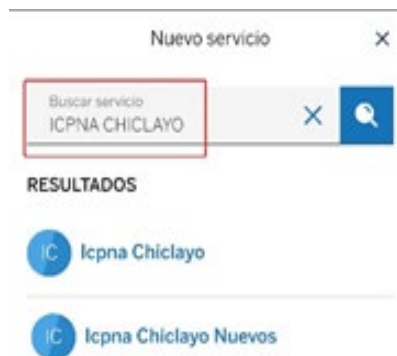 Nuevo servicio
Buscar servicio
ICPNA CHICLAYO
RESULTADOS
IC Icpna Chiclayo
IC Icpna Chiclayo Nuevos